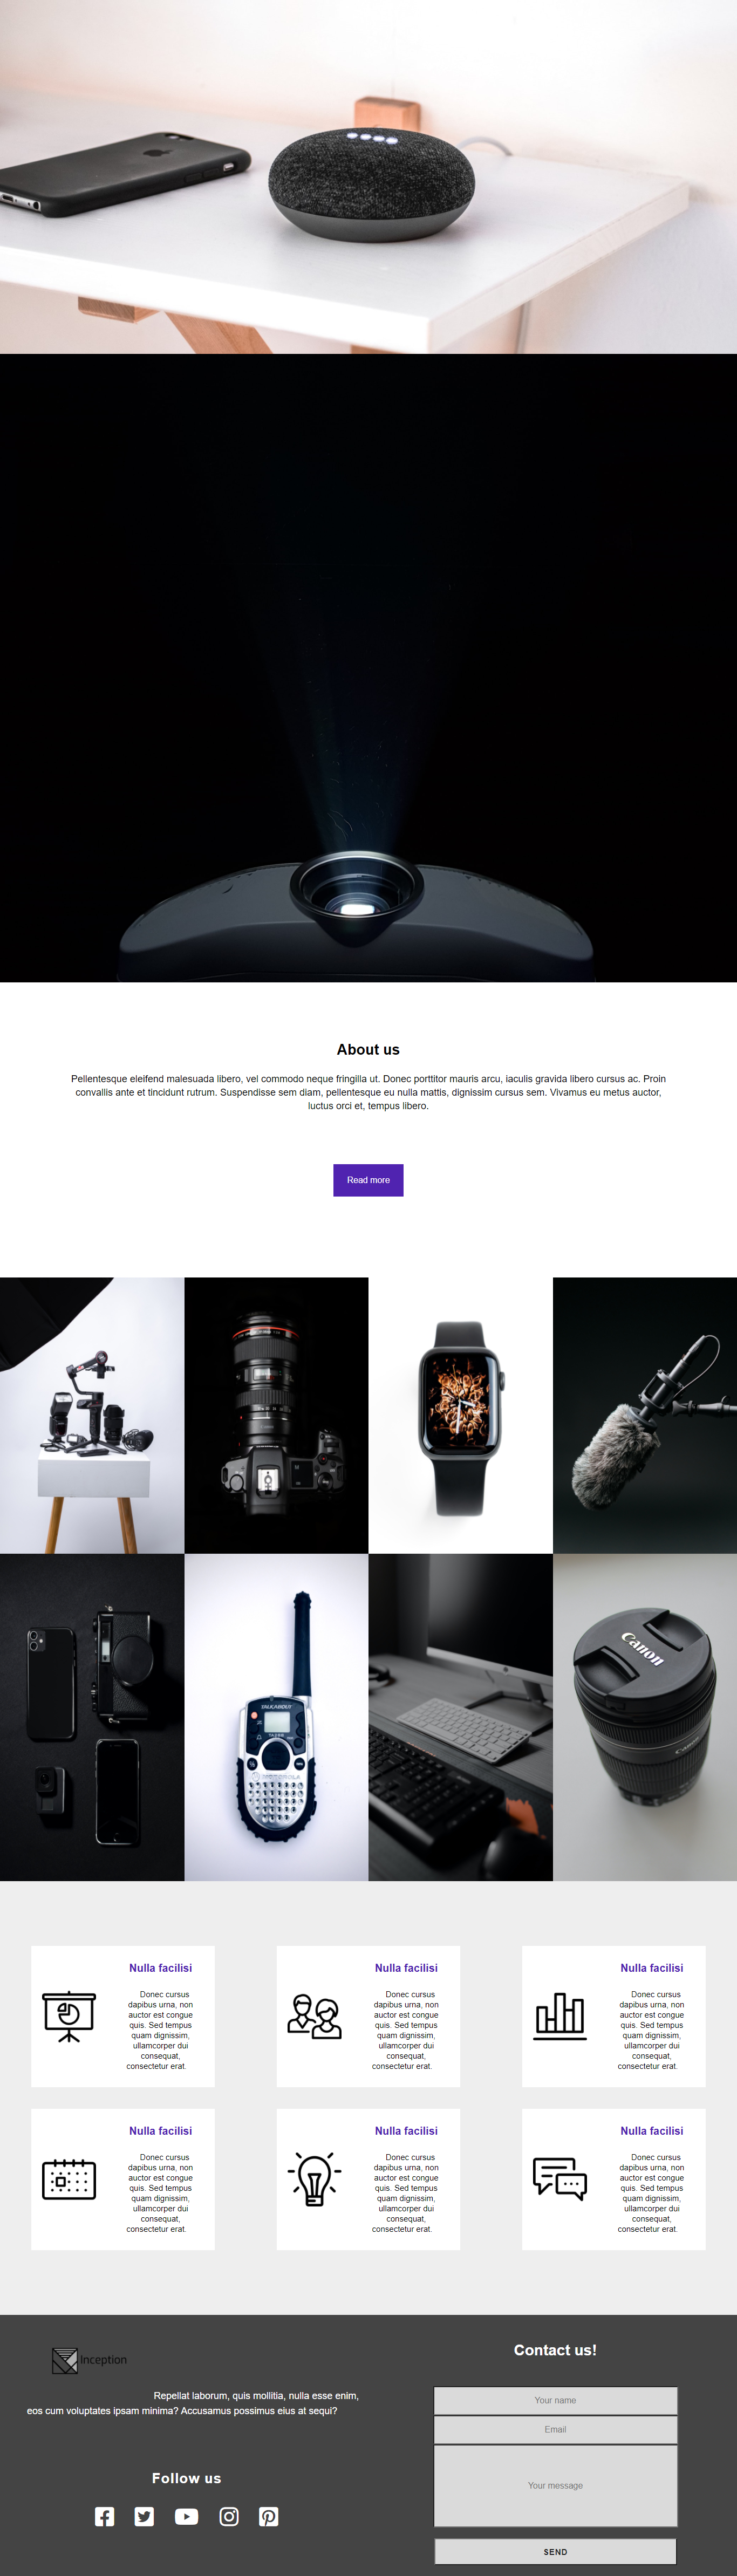 About us
Pellentesque eleifend malesuada libero, vel commodo neque fringilla ut. Donec porttitor mauris arcu, iaculis gravida libero cursus ac. Proin
convallis ante et tincidunt rutrum. Suspendisse sem diam, pellentesque eu nulla mattis, dignissim cursus sem. Vivamus eu metus auctor,
luctus orci et, tempus libero.
Read more
TALKABOUT
MOTOROLA
Canon
Canon
Nulla facilisi
Donec cursus
dapibus urna, non
auctor est congue
quis. Sed tempus
quam dignissim,
ullamcorper dui
consequat,
consectetur erat.
Nulla facilisi
Donec cursus
dapibus urna, non
auctor est congue
quis. Sed tempus
quam dignissim,
ullamcorper dui
consequat,
consectetur erat.
Nulla facilisi
Donec cursus
dapibus urna, non
auctor est congue
quis. Sed tempus
quam dignissim,
ullamcorper dui
consequat,
consectetur erat.
Nulla facilisi
Donec cursus
dapibus urna, non
auctor est congue
quis. Sed tempus
quam dignissim,
ullamcorper dui
consequat,
consectetur erat.
Nulla facilisi
Donec cursus
dapibus urna, non
auctor est congue
quis. Sed tempus
quam dignissim,
ullamcorper dui
consequat,
consectetur erat.
Nulla facilisi
Donec cursus
dapibus urna, non
auctor est congue
quis. Sed tempus
quam dignissim,
ullamcorper dui
consequat,
consectetur erat.
Inception
Repellat laborum, quis mollitia, nulla esse enim,
eos cum voluptates ipsam minima? Accusamus possimus eius at sequi?
Follow us
Contact us!
Your name
Email
Your message
SEND